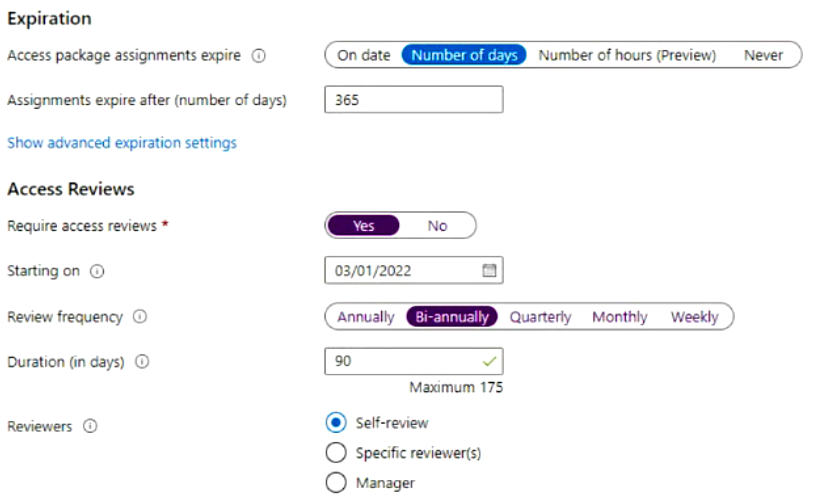 Expiration
Access package assignments expire On date Number of days Number of hours (Preview) Never
Assignments expire after (number of days) 365
Show advanced expiration settings
Access Reviews
Require access reviews * Yes No
Starting on 03/01/2022
Review frequency Annually Bi-annually Quarterly Monthly Weekly
Duration (in days) 90
Maximum 175
Reviewers Self-review
Specific reviewer(s)
Manager